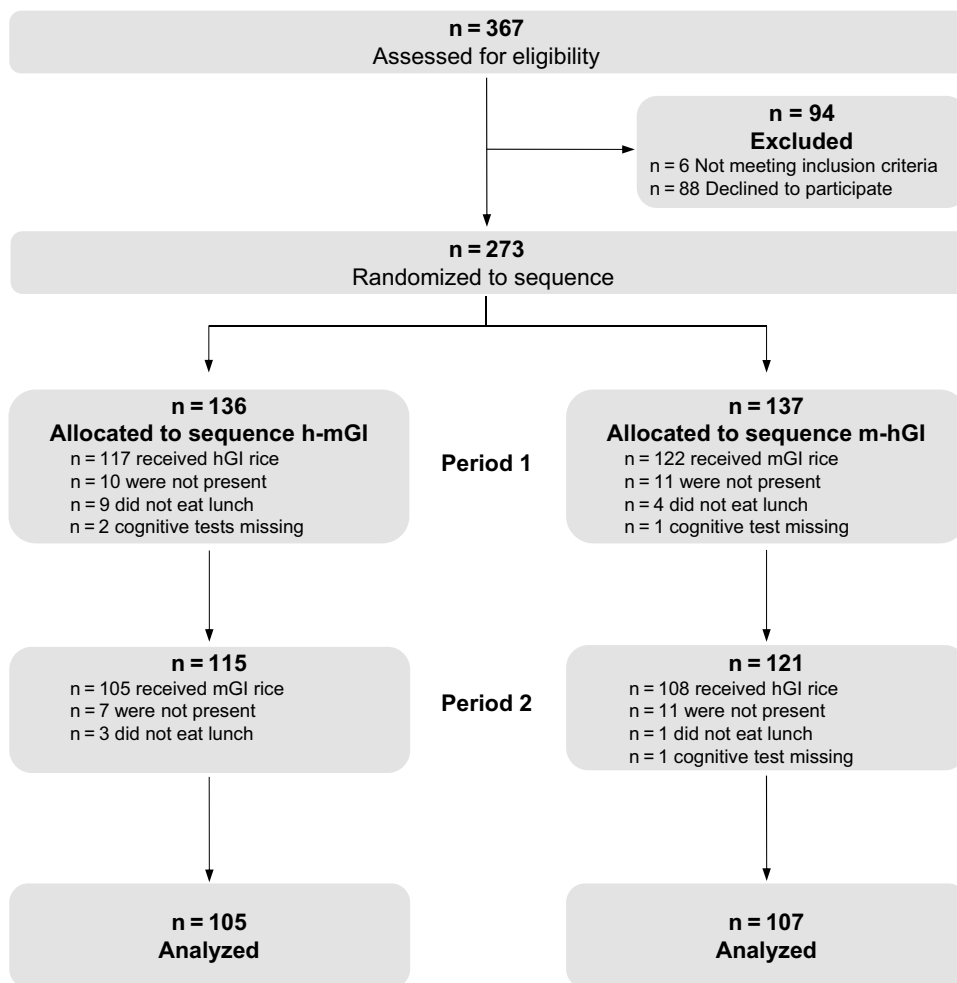 n = 367
Assessed for eligibility
n = 94
Excluded
n = 6 Not meeting inclusion criteria
n = 88 Declined to participate
n = 273
Randomized to sequence
n = 136
Allocated to sequence h-mGI
n = 117 received hGI rice
n = 10 were not present
n = 9 did not eat lunch
n = 2 cognitive tests missing
Period 1
n = 137
Allocated to sequence m-hGI
n = 122 received mGI rice
n = 11 were not present
n = 4 did not eat lunch
n = 1 cognitive test missing
n = 115
n = 105 received mGI rice
n = 7 were not present
n = 3 did not eat lunch
Period 2
n = 121
n = 108 received hGI rice
n = 11 were not present
n = 1 did not eat lunch
n = 1 cognitive test missing
n = 105
Analyzed
n = 107
Analyzed